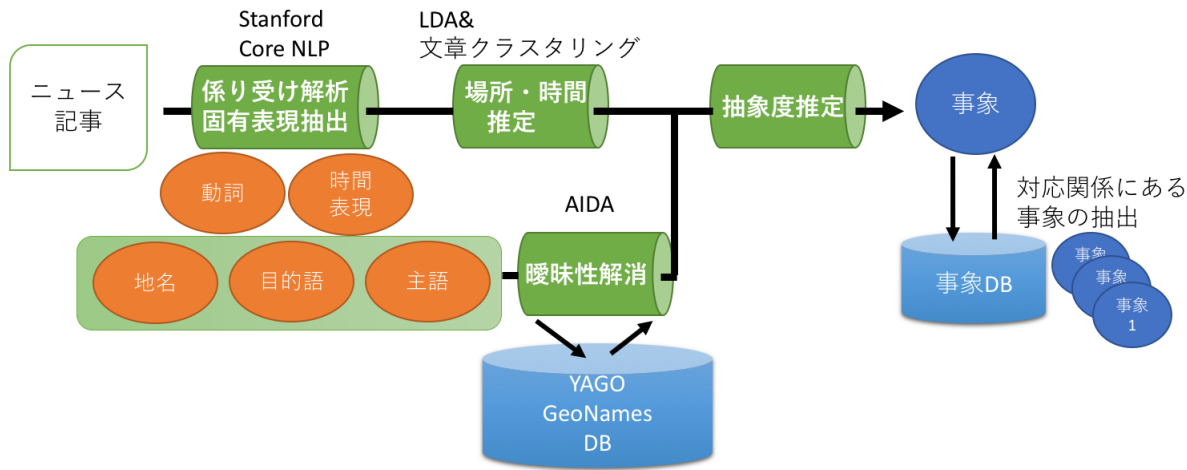 Stanford
Core NLP
LDA&
文章クラスタリング
ニュース
記事
係り受け解析
固有表現抽出
場所・時間
推定
抽象度推定
事象
動詞
時間
表現
AIDA
対応関係にある
事象の抽出
地名
目的語
主語
曖昧性解消
事象DB
事象
事象
事象
1
YAGO
GeoNames
DB